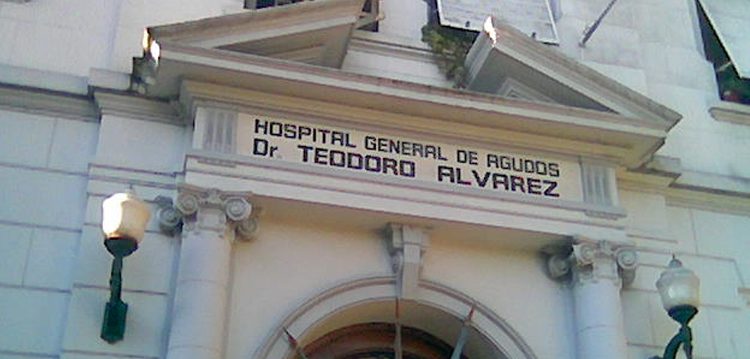 HOSPITAL GENERAL DE AGUDOS
Dr. TEODORO ALVAREZ